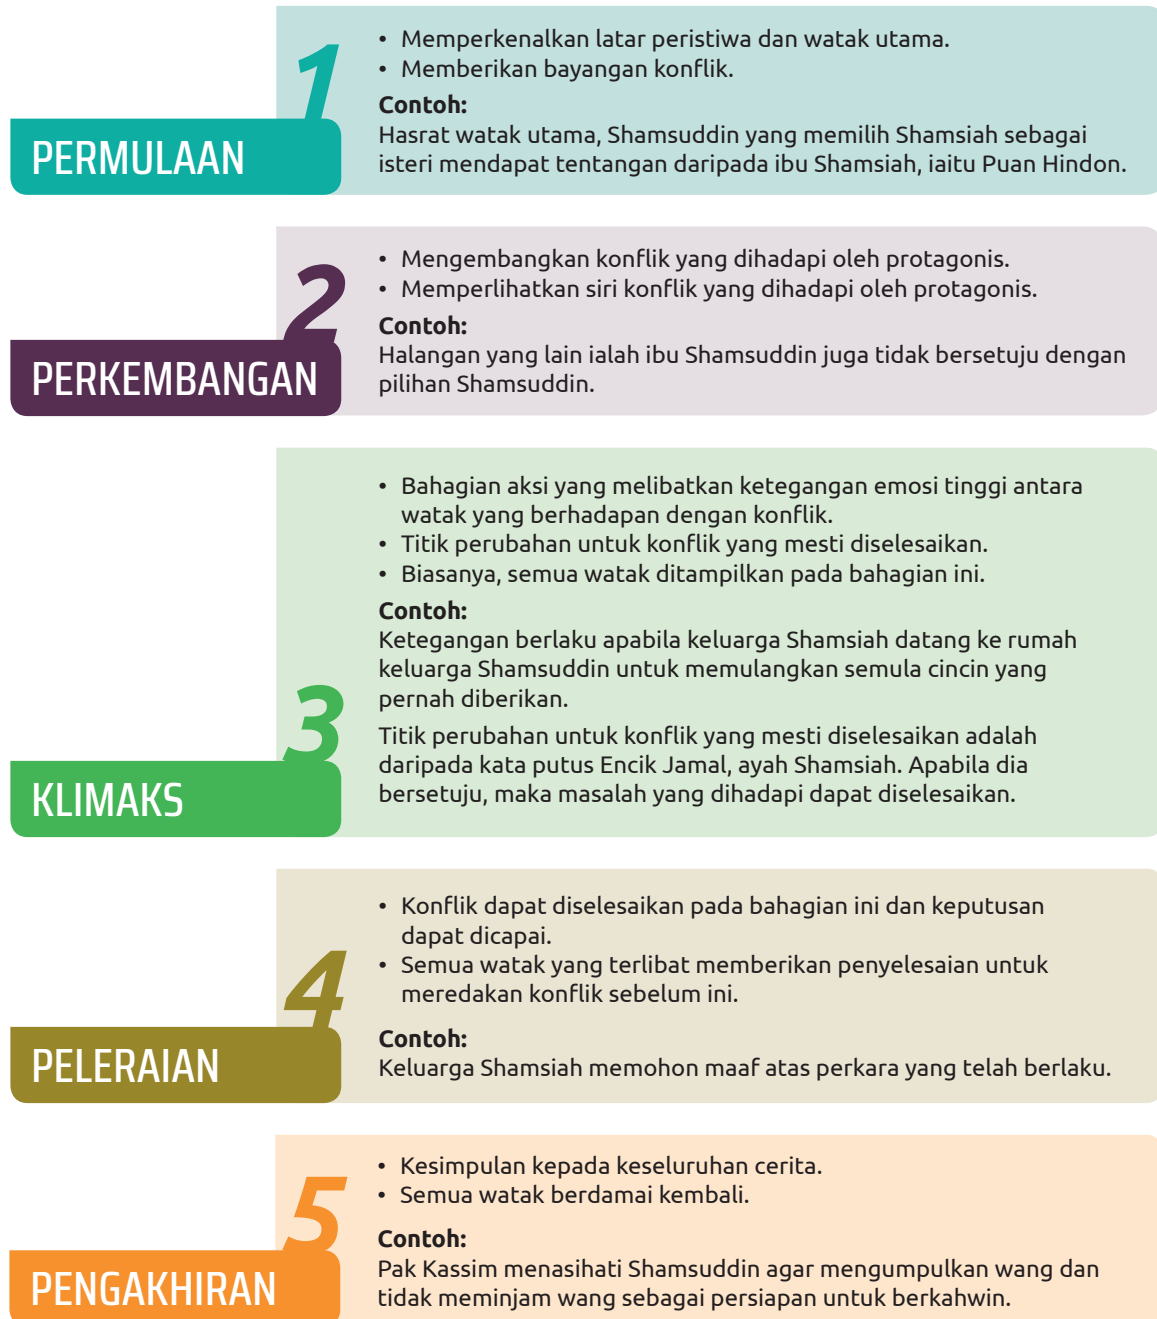 1
PERMULAAN
• Memperkenalkan latar peristiwa dan watak utama.
• Memberikan bayangan konflik.
Contoh:
Hasrat watak utama, Shamsuddin yang memilih Shamsiah sebagai
isteri mendapat tentangan daripada ibu Shamsiah, iaitu Puan Hindon.
2
PERKEMBANGAN
• Mengembangkan konflik yang dihadapi oleh protagonis.
• Memperlihatkan siri konflik yang dihadapi oleh protagonis.
Contoh:
Halangan yang lain ialah ibu Shamsuddin juga tidak bersetuju dengan
pilihan Shamsuddin.
3
KLIMAKS
• Bahagian aksi yang melibatkan ketegangan emosi tinggi antara
watak yang berhadapan dengan konflik.
• Titik perubahan untuk konflik yang mesti diselesaikan.
• Biasanya, semua watak ditampilkan pada bahagian ini.
Contoh:
Ketegangan berlaku apabila keluarga Shamsiah datang ke rumah
keluarga Shamsuddin untuk memulangkan semula cincin yang
pernah diberikan.
Titik perubahan untuk konflik yang mesti diselesaikan adalah
daripada kata putus Encik Jamal, ayah Shamsiah. Apabila dia
bersetuju, maka masalah yang dihadapi dapat diselesaikan.
4
PELERAIAN
• Konflik dapat diselesaikan pada bahagian ini dan keputusan
dapat dicapai.
• Semua watak yang terlibat memberikan penyelesaian untuk
meredakan konflik sebelum ini.
Contoh:
Keluarga Shamsiah memohon maaf atas perkara yang telah berlaku.
5
PENGAKHIRAN
• Kesimpulan kepada keseluruhan cerita.
• Semua watak berdamai kembali.
Contoh:
Pak Kassim menasihati Shamsuddin agar mengumpulkan wang dan
tidak meminjam wang sebagai persiapan untuk berkahwin.